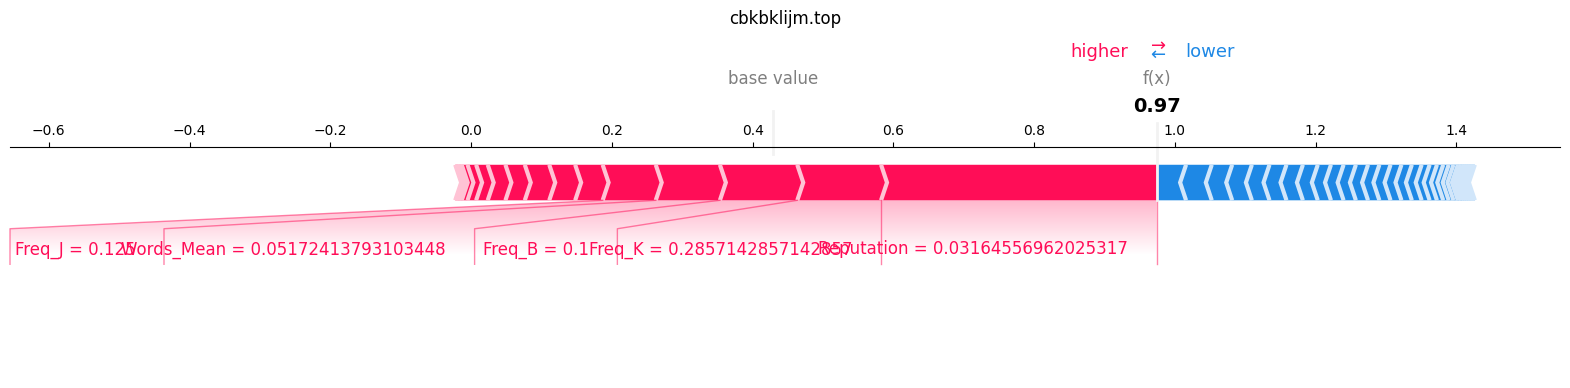 cbkbklijm.top
higher ⇄ lower
base value f(x)
0.97
−0.6 −0.4 −0.2 0.0 0.2 0.4 0.6 0.8 1.0 1.2 1.4
Freq_J = 0.125 Words_Mean = 0.05172413793103448 Freq_B = 0.1 Freq_K = 0.2857142857142857 Reputation = 0.03164556962025317